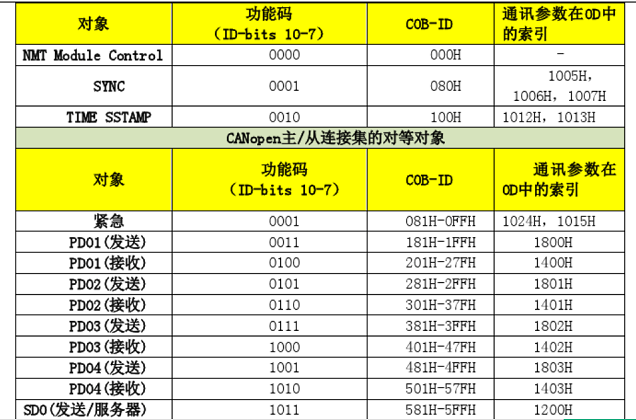 对象 功能码 (ID-bits 10-7) COB-ID 通讯参数在OD中的索引
NMT Module Control 0000 000H -
SYNC 0001 080H 1005H, 1006H, 1007H
TIME SSTAMP 0010 100H 1012H, 1013H
CANopen主/从连接集的对等对象
对象 功能码 (ID-bits 10-7) COB-ID 通讯参数在OD中的索引
紧急 0001 081H-0FFH 1024H, 1015H
PDO1(发送) 0011 181H-1FFH 1800H
PDO1(接收) 0100 201H-27FH 1400H
PDO2(发送) 0101 281H-2FFH 1801H
PDO2(接收) 0110 301H-37FH 1401H
PDO3(发送) 0111 381H-3FFH 1802H
PDO3(接收) 1000 401H-47FH 1402H
PDO4(发送) 1001 481H-4FFH 1803H
PDO4(接收) 1010 501H-57FH 1403H
SDO(发送/服务器) 1011 581H-5FFH 1200H